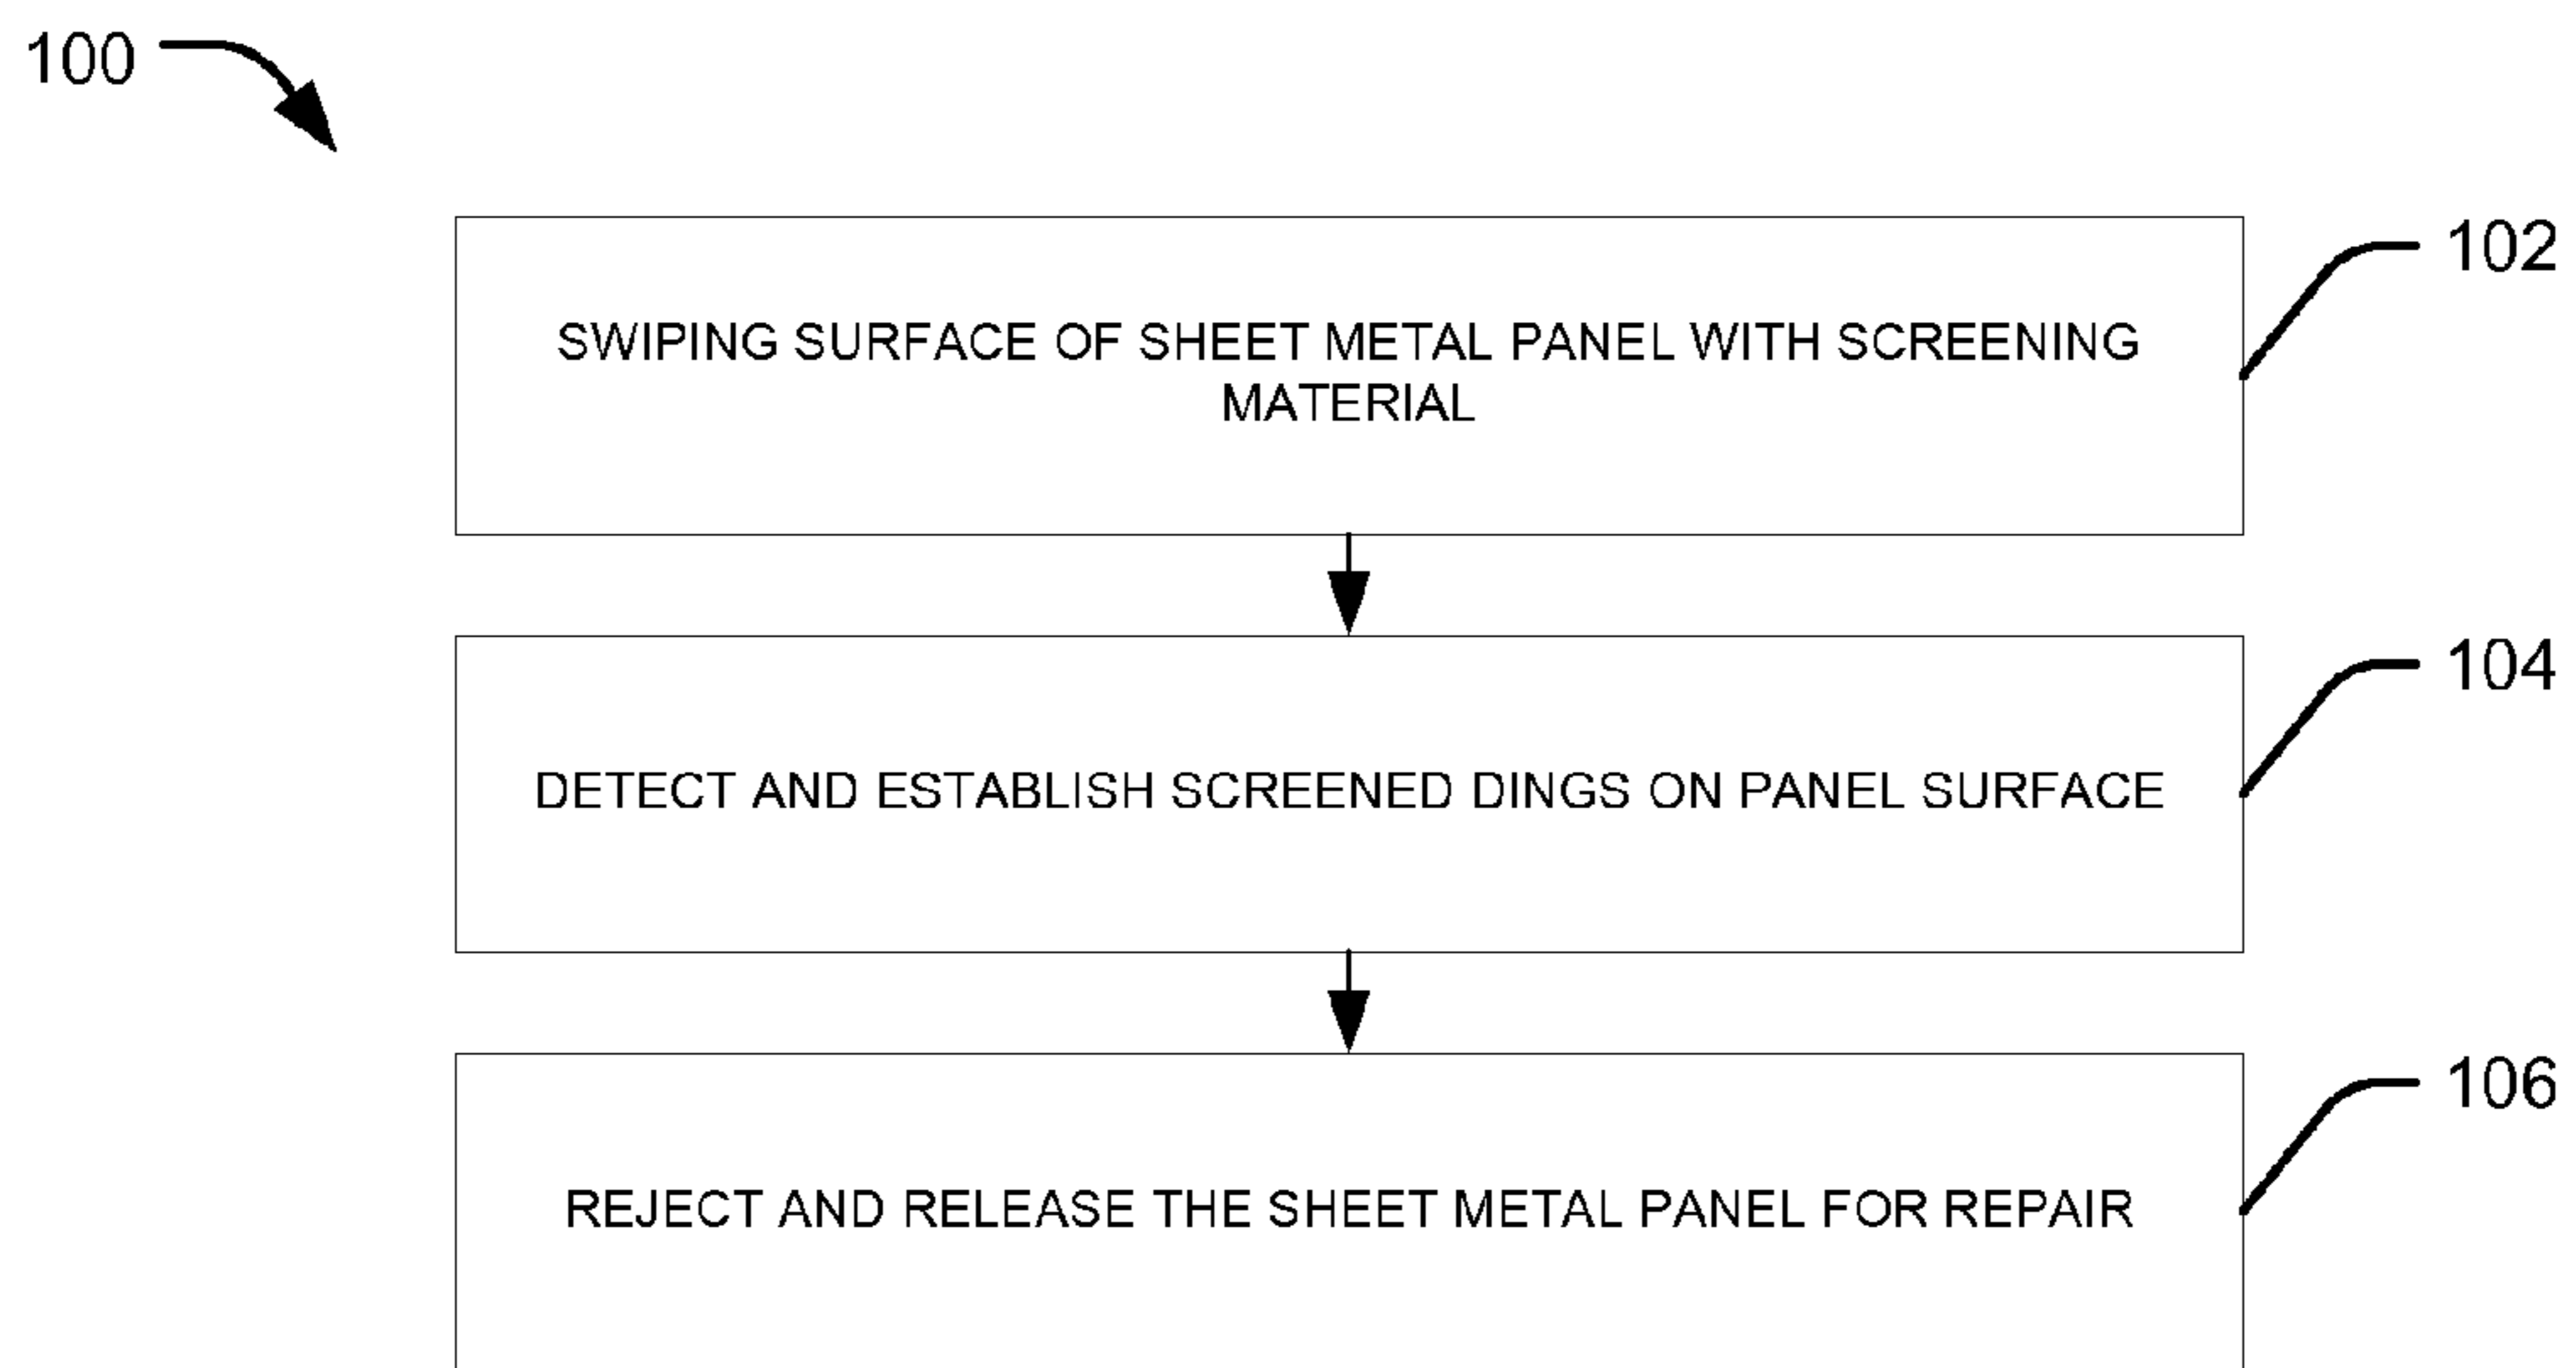 100
102
SWIPING SURFACE OF SHEET METAL PANEL WITH SCREENING
MATERIAL
104
DETECT AND ESTABLISH SCREENED DINGS ON PANEL SURFACE
106
REJECT AND RELEASE THE SHEET METAL PANEL FOR REPAIR